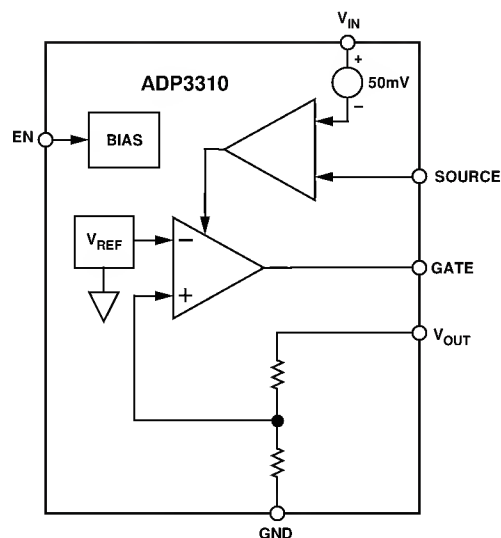 VIN
+
50mV
–
ADP3310
EN
BIAS
SOURCE
VREF
–
+
GATE
VOUT
GND